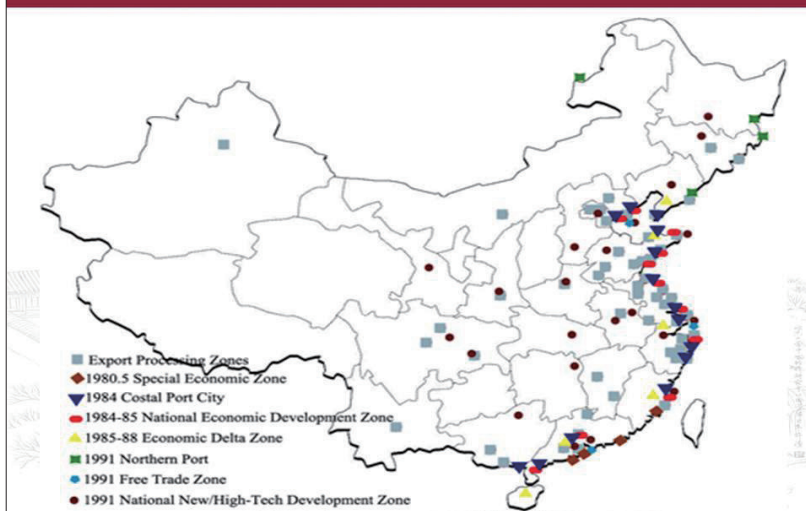 Export Processing Zones
1980.5 Special Economic Zone
1984 Costal Port City
1984-85 National Economic Development Zone
1985-88 Economic Delta Zone
1991 Northern Port
1991 Free Trade Zone
1991 National New/High-Tech Development Zone